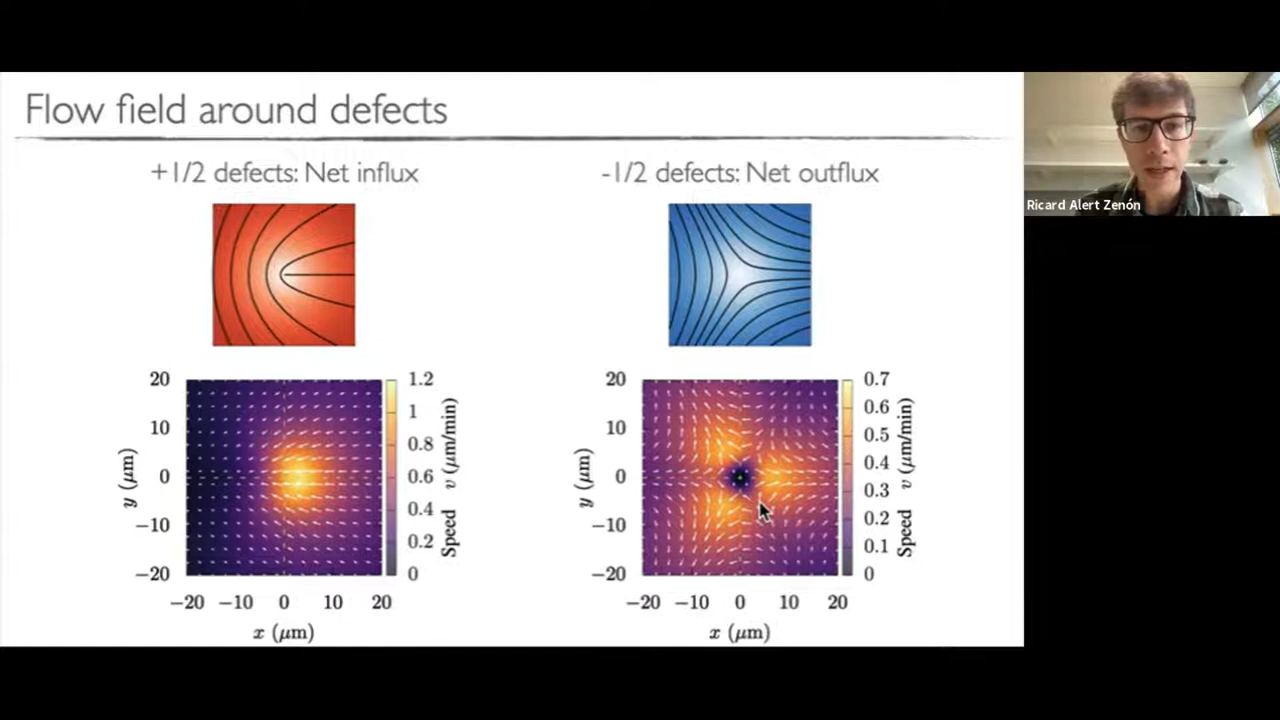 Flow field around defects
+1/2 defects: Net influx
-1/2 defects: Net outflux
20
10
0
−10
−20
y (μm)
−20 −10 0 10 20
x (μm)
1.2
1
0.8
0.6
0.4
0.2
0
Speed v (μm/min)
20
10
0
−10
−20
y (μm)
−20 −10 0 10 20
x (μm)
0.7
0.6
0.5
0.4
0.3
0.2
0.1
0
Speed v (μm/min)
Ricard Alert Zenón